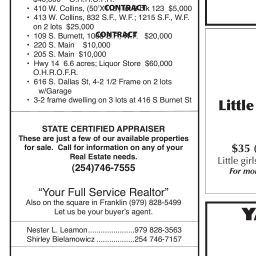 • 410 W. Collins, (50'X 123 $5,000
CONTRACT
• 413 W. Collins, 832 S.F., W.F.; 1215 S.F., W.F.
on 2 lots $25,000
• 109 S. Burnett, $20,000
CONTRACT
• 220 S. Main $10,000
• 205 S. Main $10,000
• Hwy 14 6.6 acres; Liquor Store $60,000
O.H.R.O.F.R.
• 616 S. Dallas St, 4-2 1/2 Frame on 2 lots
w/Garage
• 3-2 frame dwelling on 3 lots at 416 S Burnet St
STATE CERTIFIED APPRAISER
These are just a few of our available properties
for sale. Call for information on any of your
Real Estate needs.
(254)746-7555
“Your Full Service Realtor”
Also on the square in Franklin (979) 828-5499
Let us be your buyer's agent.
Nester L. Leamon......................979 828-3563
Shirley Bielamowicz ..................254 746-7157
Little
$35 (
Little girls
For mo